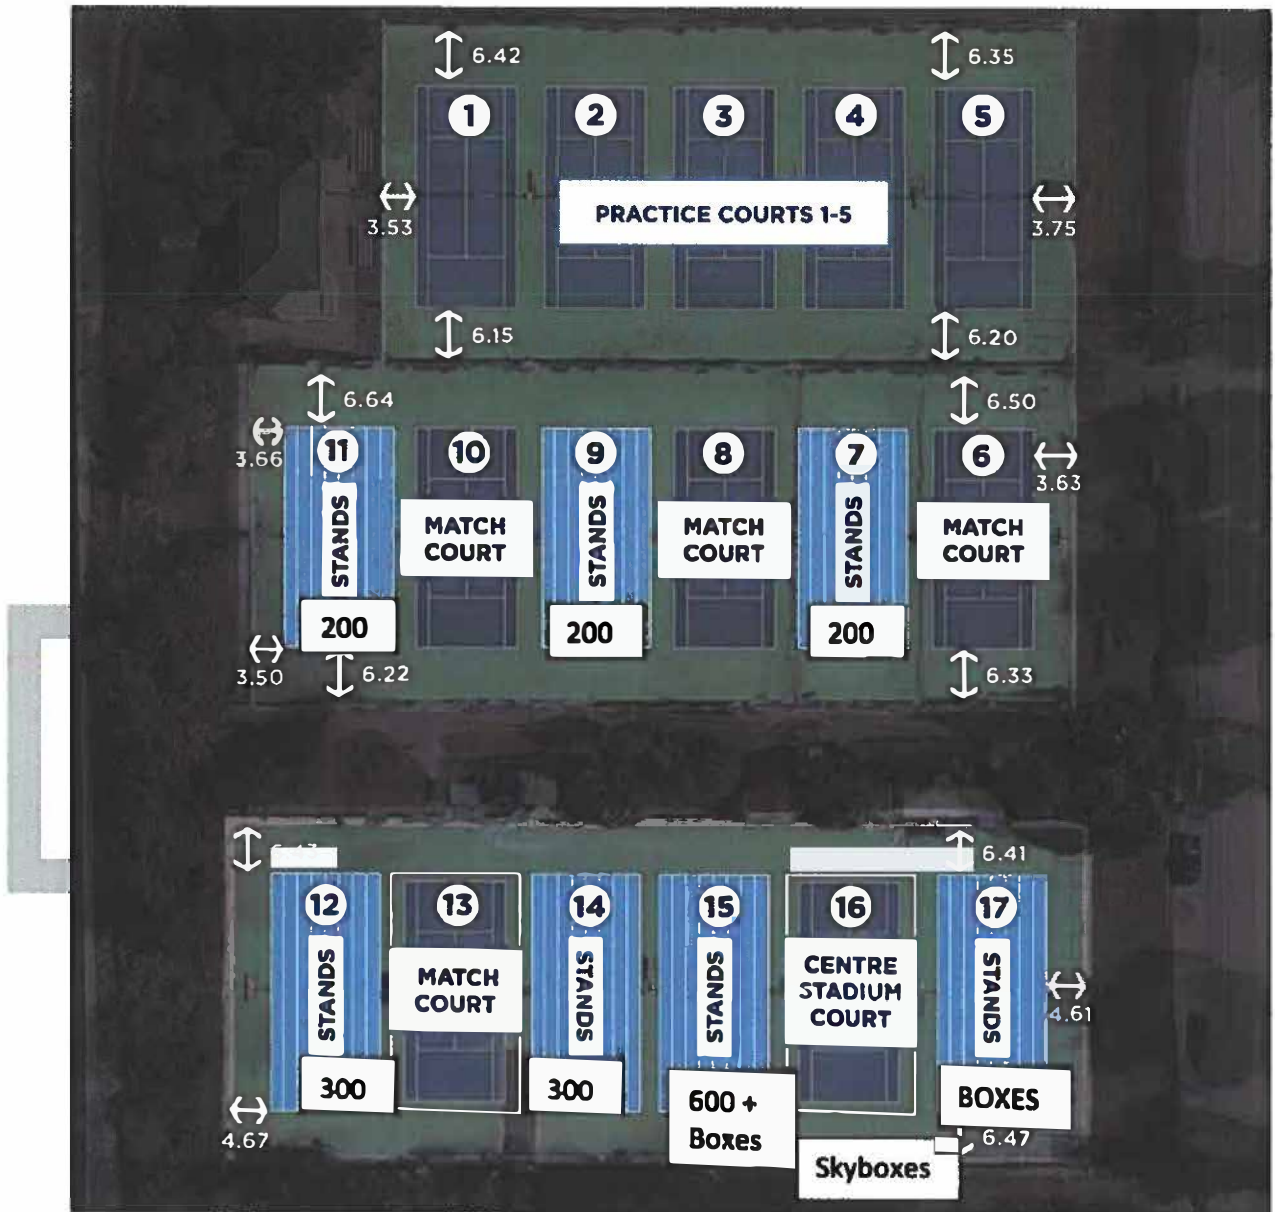 6.42
6.35
1
2
3
4
5
PRACTICE COURTS 1-5
3.53
3.75
6.15
6.20
6.64
6.50
3.66
11
10
9
8
7
6
3.63
STANDS
MATCH
COURT
STANDS
MATCH
COURT
STANDS
MATCH
COURT
200
200
200
3.50
6.22
6.33
6.41
12
13
14
15
16
17
STANDS
MATCH
COURT
STANDS
STANDS
CENTRE
STADIUM
COURT
STANDS
4.61
300
300
600 +
Boxes
BOXES
4.67
6.47
Skyboxes